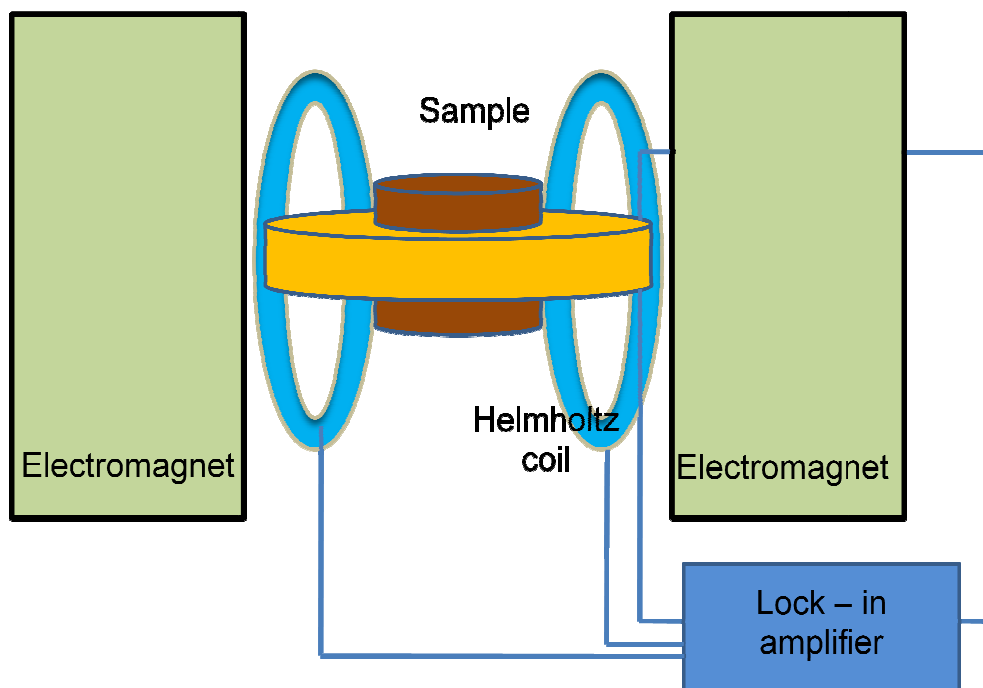 Sample
Helmholtz
coil
Electromagnet
Electromagnet
Lock – in
amplifier